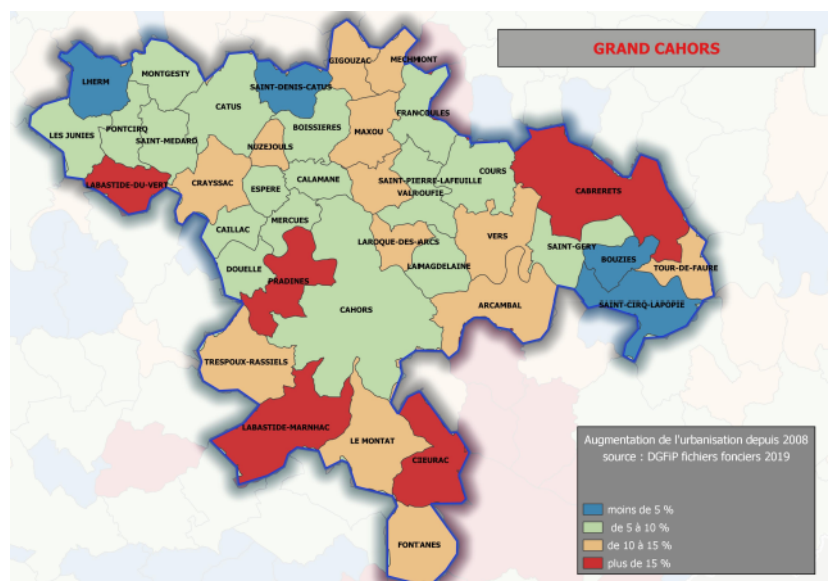 GRAND CAHORS
GIGOUZAC
MECHMONT
LHERM
MONTGESTY
SAINT-DENIS-CATUS
CATUS
FRANCOULES
LES JUNIES
PONTCIRQ
SAINT-MEDARD
BOISSIERES
MAXOU
NUZEJOULS
LABASTIDE-DU-VERT
CRAYSSAC
ESPERE
CALAMANE
SAINT-PIERRE-LAFEUILLE
VALROUFIE
COURS
CABRERETS
MERCUES
CAILLAC
LAROQUE-DES-ARCS
VERS
SAINT-GERY
BOUZIES
DOUELLE
LAMAGDELAINE
TOUR-DE-FAURE
PRADINES
CAHORS
ARCAMBAL
SAINT-CIRQ-LAPOPIE
TRESPOUX-RASSIELS
LABASTIDE-MARNHAC
LE MONTAT
CIEURAC
FONTANES
Augmentation de l'urbanisation depuis 2008
source : DGFiP fichiers fonciers 2019
moins de 5 %
de 5 à 10 %
de 10 à 15 %
plus de 15 %